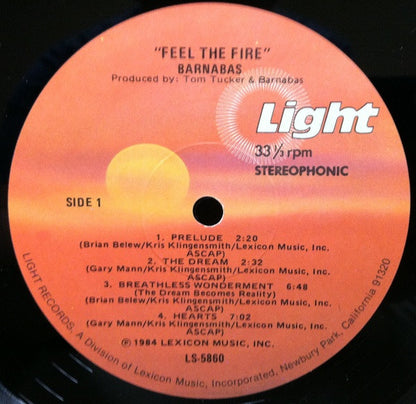 "FEEL THE FIRE"
BARNABAS
Produced by: Tom Tucker & Barnabas
Light
33 1/3 rpm
STEREOPHONIC
SIDE 1
1. PRELUDE 2:20
(Brian Belew/Kris Klingensmith/Lexicon Music, Inc.
ASCAP)
2. THE DREAM 2:32
(Gary Mann/Kris Klingensmith/Lexicon Music, Inc.
ASCAP)
3. BREATHLESS WONDERMENT 6:48
(The Dream Becomes Reality)
(Brian Belew/Kris Klingensmith/Lexicon Music, Inc.
ASCAP)
4. HEARTS 7:02
(Gary Mann/Kris Klingensmith/Lexicon Music, Inc.
ASCAP)
℗ 1984 LEXICON MUSIC, INC.
LS-5860
LIGHT RECORDS, A Division of Lexicon Music, Incorporated, Newbury Park, California 91320